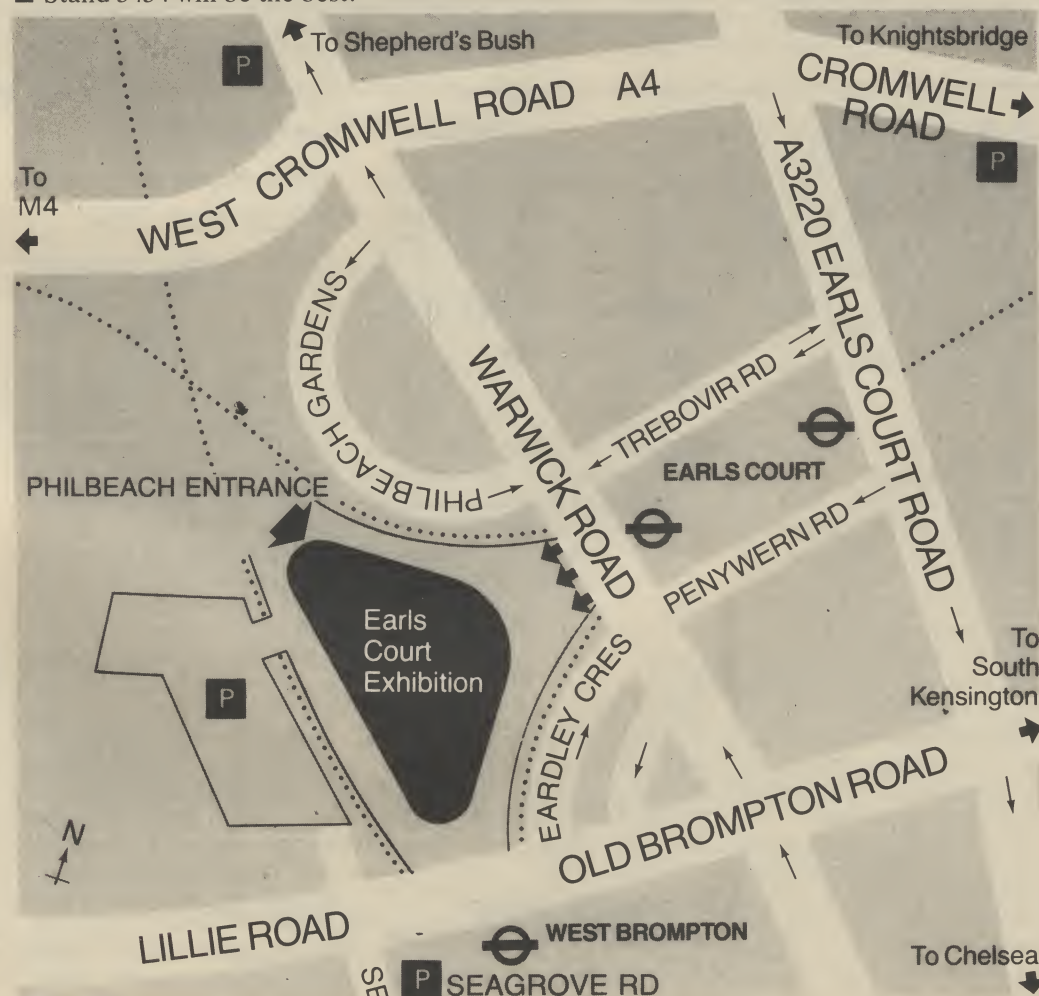 Stand 5434 will be the best.
P
To Shepherd's Bush
To Knightsbridge
WEST CROMWELL ROAD A4
CROMWELL
ROAD
P
To
M4
A3220 EARLS COURT ROAD
PHILBEACH GARDENS
WARWICK ROAD
TREBOVIR RD
EARLS COURT
PHILBEACH ENTRANCE
PENYWERN RD
Earls
Court
Exhibition
P
EARDLEY CRES
To
South
Kensington
N
OLD BROMPTON ROAD
LILLIE ROAD
WEST BROMPTON
To Chelsea
P
SEAGROVE RD
SE